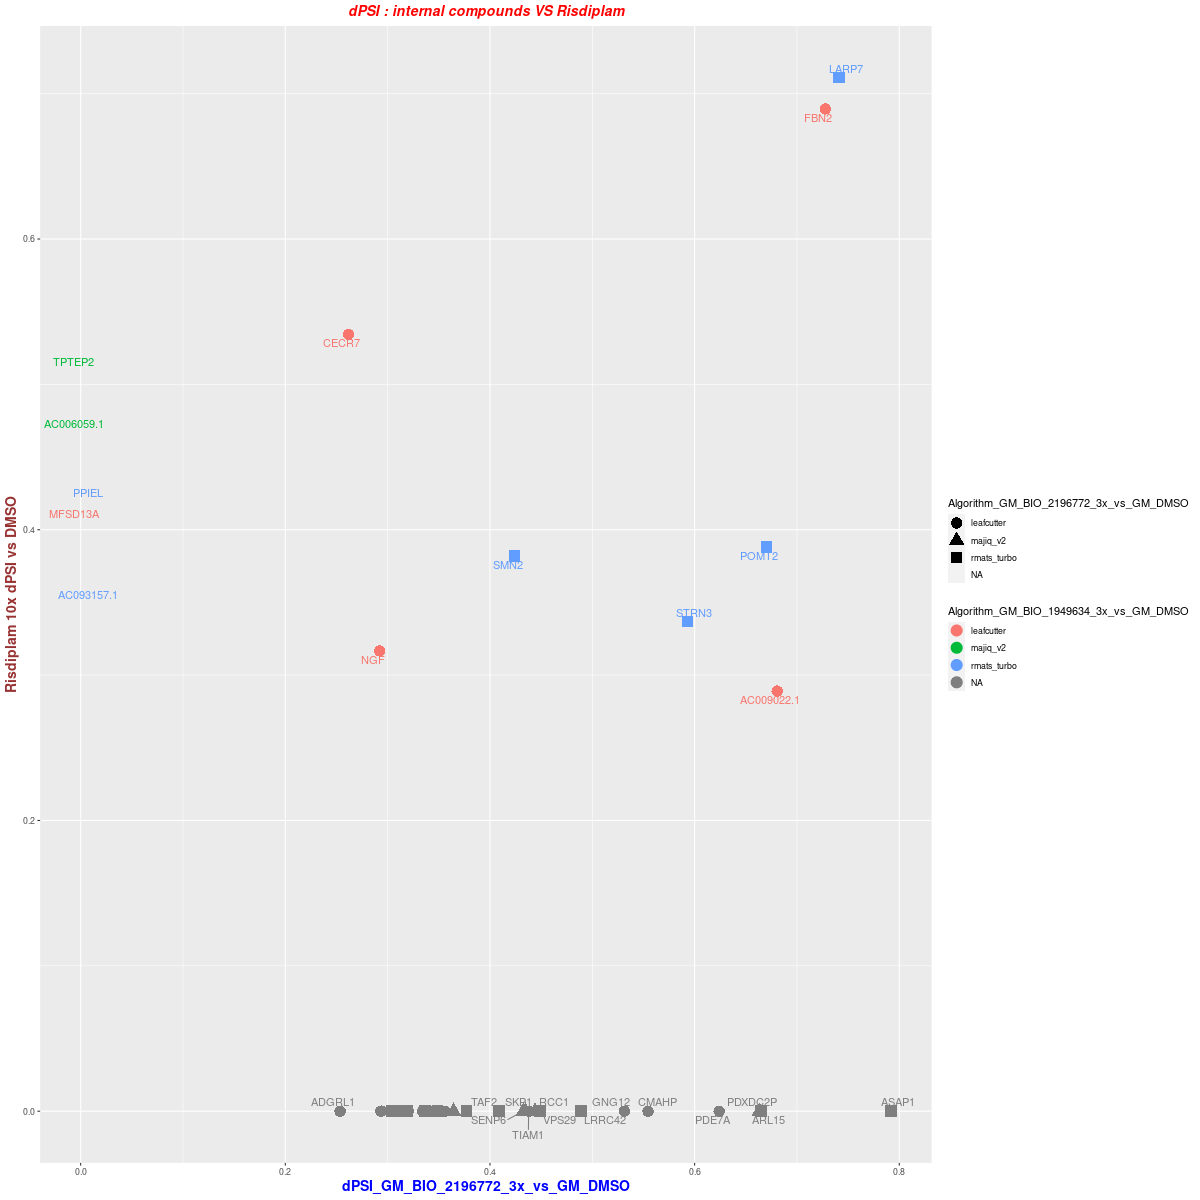 dPSI : internal compounds VS Risdiplam
LARP7
FBN2
0.6
CECR7
TPTEP2
AC006059.1
PPIEL
MFSD13A
0.4
POMT2
SMN2
AC093157.1
STRN3
NGF
AC009022.1
0.2
ADGRL1
TAF2
SKP1
RCC1
GNG12
CMAHP
PDXDC2P
ASAP1
0.0
SENP6
VPS29
LRRC42
PDE7A
ARL15
TIAM1
0.0
0.2
0.4
0.6
0.8
dPSI_GM_BIO_2196772_3x_vs_GM_DMSO
Risdiplam 10x dPSI vs DMSO
Algorithm_GM_BIO_2196772_3x_vs_GM_DMSO
leafcutter
majiq_v2
rmats_turbo
NA
Algorithm_GM_BIO_1949634_3x_vs_GM_DMSO
leafcutter
majiq_v2
rmats_turbo
NA